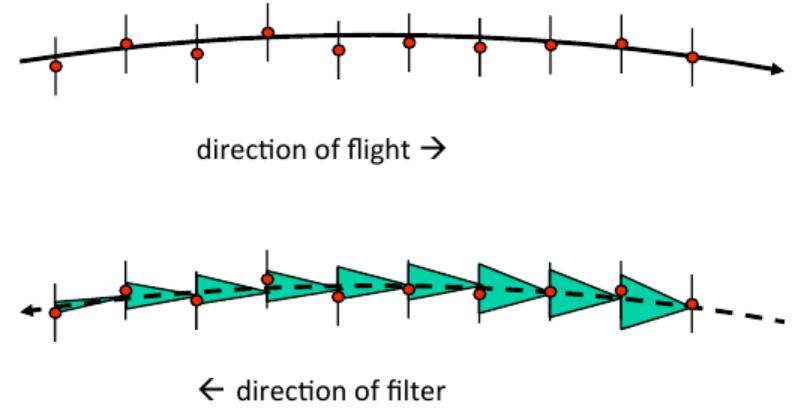 direction of flight →
← direction of filter